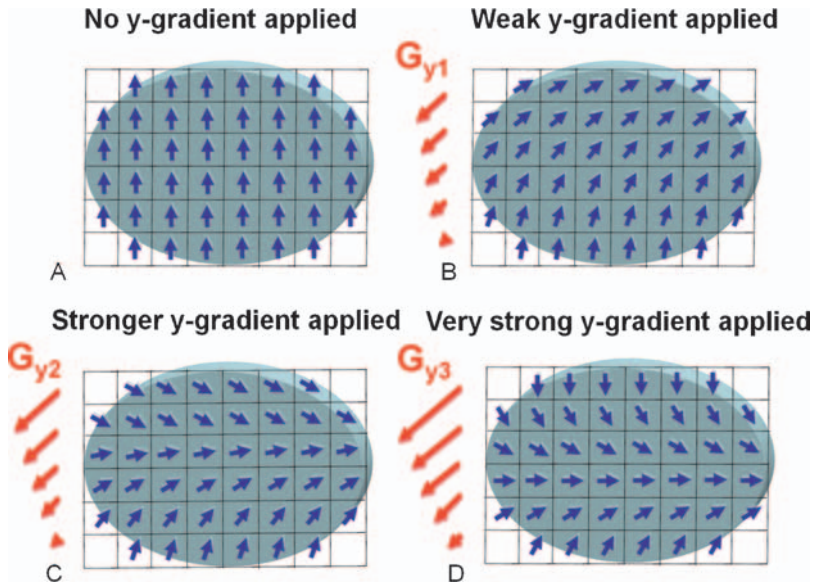 No y-gradient applied
Weak y-gradient applied
Gy1
A
B
Stronger y-gradient applied
Very strong y-gradient applied
Gy2
Gy3
C
D